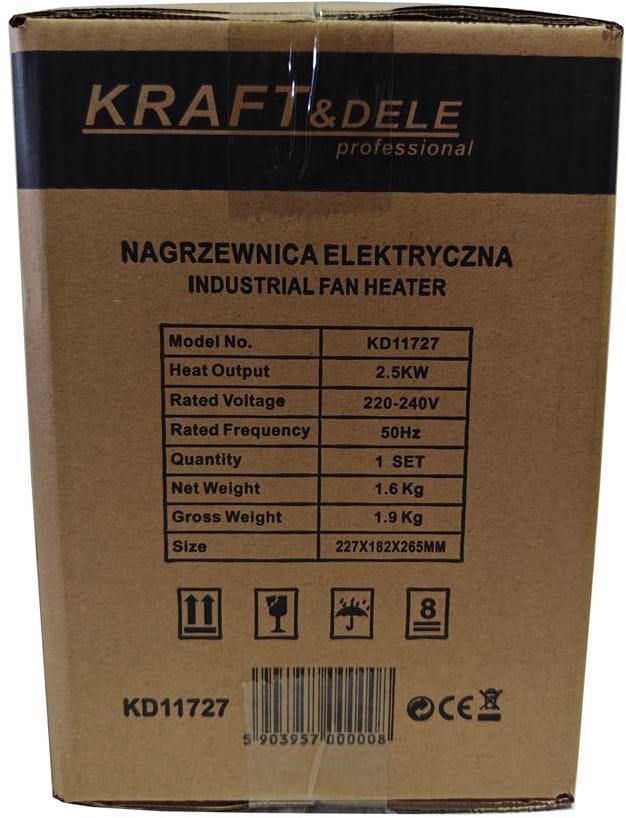 KRAFT&DELE
professional
NAGRZEWNICA ELEKTRYCZNA
INDUSTRIAL FAN HEATER
Model No. KD11727
Heat Output 2.5KW
Rated Voltage 220-240V
Rated Frequency 50Hz
Quantity 1 SET
Net Weight 1.6 Kg
Gross Weight 1.9 Kg
Size 227X182X265MM
8
KD11727
CE
5 903957 000008